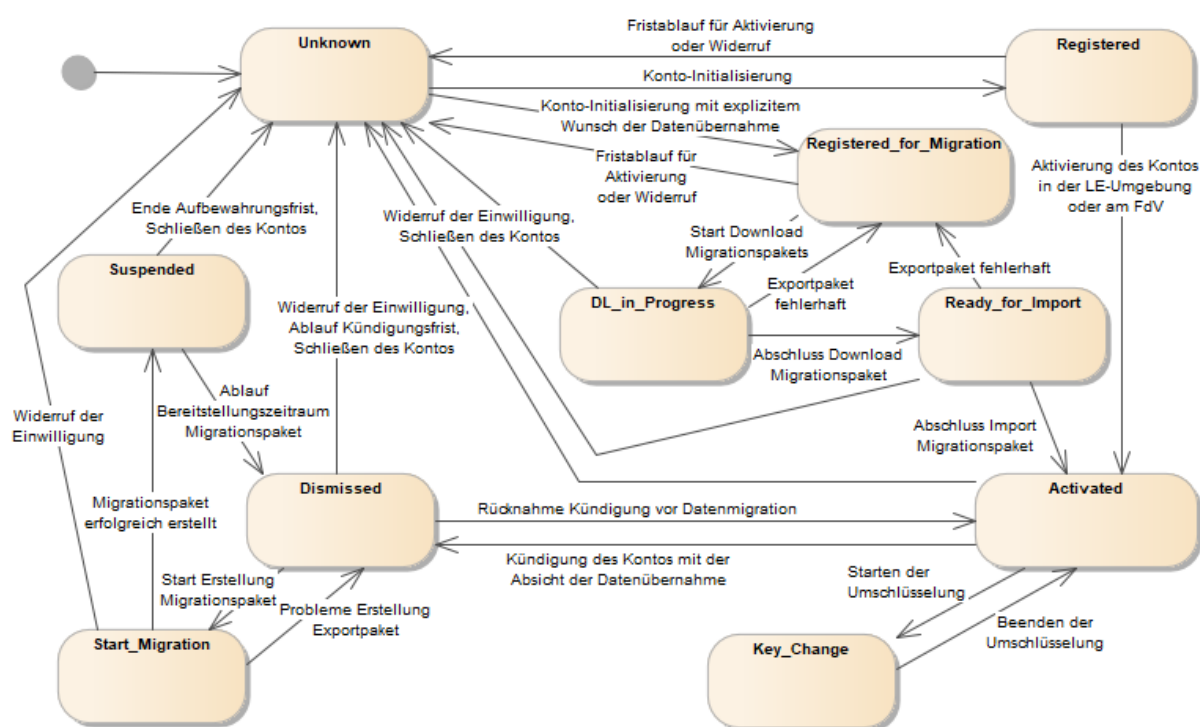 Unknown
Fristablauf für Aktivierung
oder Widerruf
Registered
Konto-Initialisierung
Konto-Initialisierung mit explizitem
Wunsch der Datenübernahme
Registered_for_Migration
Fristablauf für
Aktivierung
oder Widerruf
Aktivierung des Kontos
in der LE-Umgebung
oder am FdV
Ende Aufbewahrungsfrist,
Schließen des Kontos
Widerruf der Einwilligung,
Schließen des Kontos
Start Download
Migrationspakets
Suspended
Exportpaket fehlerhaft
Exportpaket
fehlerhaft
DL_in_Progress
Ready_for_Import
Widerruf der Einwilligung,
Ablauf Kündigungsfrist,
Schließen des Kontos
Abschluss Download
Migrationspaket
Ablauf
Bereitstellungszeitraum
Migrationspaket
Widerruf der
Einwilligung
Abschluss Import
Migrationspaket
Dismissed
Activated
Migrationspaket
erfolgreich erstellt
Rücknahme Kündigung vor Datenmigration
Kündigung des Kontos mit der
Absicht der Datenübernahme
Start Erstellung
Migrationspaket
Probleme Erstellung
Exportpaket
Starten der
Umschlüsselung
Beenden der
Umschlüsselung
Start_Migration
Key_Change